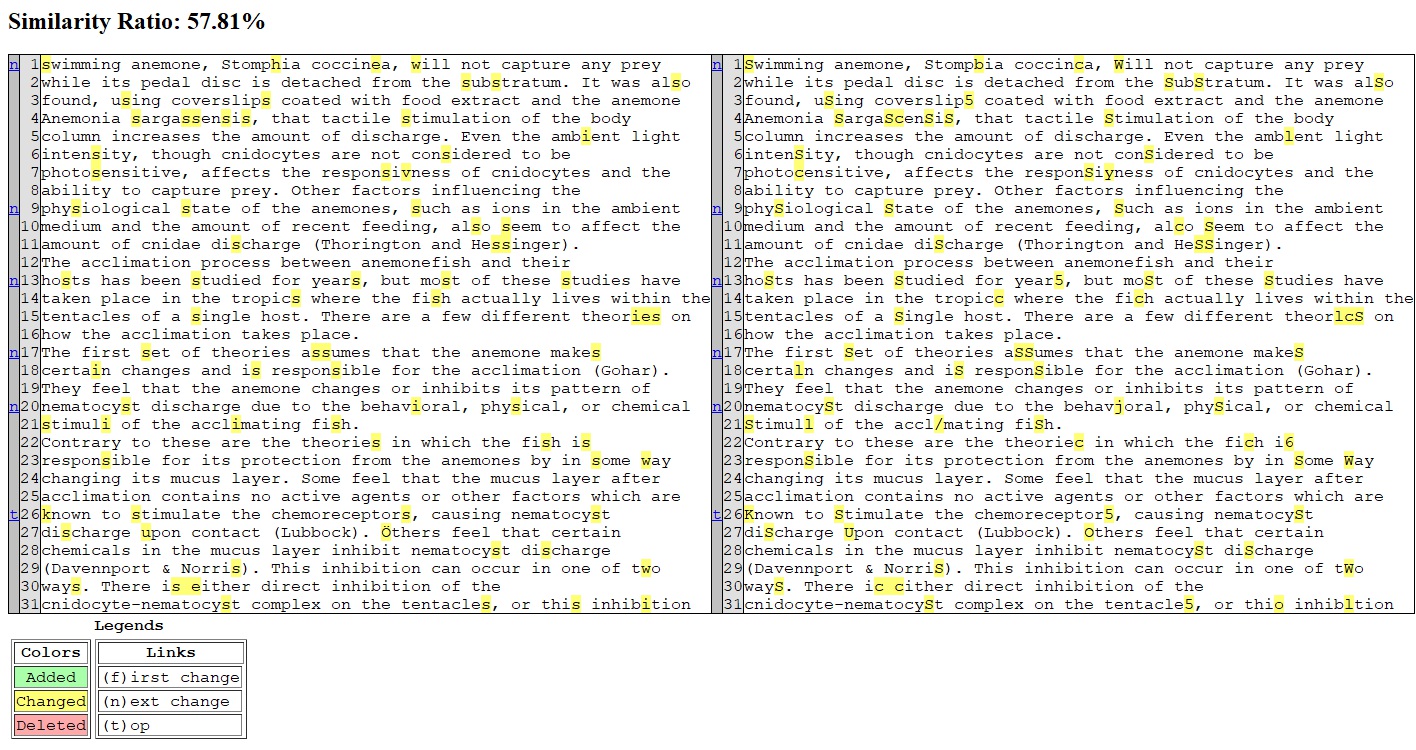 Similarity Ratio: 57.81%
n 1 swimming anemone, Stomphia coccinea, will not capture any prey n 1 Swimming anemone, Stompbia coccinca, Will not capture any prey
2 while its pedal disc is detached from the substratum. It was also 2 while its pedal disc is detached from the SubStratum. It was alSo
3 found, using coverslips coated with food extract and the anemone 3 found, uSing coverslip5 coated with food extract and the anemone
4 Anemonia sargassensis, that tactile stimulation of the body 4 Anemonia SargaScenSiS, that tactile Stimulation of the body
5 column increases the amount of discharge. Even the ambient light 5 column increases the amount of discharge. Even the amblent light
6 intensity, though cnidocytes are not considered to be 6 intenSity, though cnidocytes are not conSidered to be
7 photosensitive, affects the responsivness of cnidocytes and the 7 photocensitive, affects the responSiyness of cnidocytes and the
8 ability to capture prey. Other factors influencing the 8 ability to capture prey. Other factors influencing the
n 9 physiological state of the anemones, such as ions in the ambient n 9 phySiological State of the anemones, Such as ions in the ambient
10 medium and the amount of recent feeding, also seem to affect the 10 medium and the amount of recent feeding, alco Seem to affect the
11 amount of cnidae discharge (Thorington and Hessinger). 11 amount of cnidae diScharge (Thorington and HeSSinger).
12 The acclimation process between anemonefish and their 12 The acclimation process between anemonefish and their
n 13 hosts has been studied for years, but most of these studies have n 13 hoSts has been Studied for year5, but moSt of these Studies have
14 taken place in the tropics where the fish actually lives within the 14 taken place in the tropicc where the fich actually lives within the
15 tentacles of a single host. There are a few different theories on 15 tentacles of a Single host. There are a few different theorlcS on
16 how the acclimation takes place. 16 how the acclimation takes place.
n 17 The first set of theories assumes that the anemone makes n 17 The first Set of theories aSSumes that the anemone makeS
18 certain changes and is responsible for the acclimation (Gohar). 18 certaln changes and iS responSible for the acclimation (Gohar).
19 They feel that the anemone changes or inhibits its pattern of 19 They feel that the anemone changes or inhibits its pattern of
n 20 nematocyst discharge due to the behavioral, physical, or chemical n 20 nematocySt discharge due to the behavjoral, phySical, or chemical
21 stimuli of the acclimating fish. 21 Stimull of the accl/mating fiSh.
22 Contrary to these are the theories in which the fish is 22 Contrary to these are the theoriec in which the fich i6
23 responsible for its protection from the anemones by in some way 23 responSible for its protection from the anemones by in Some Way
24 changing its mucus layer. Some feel that the mucus layer after 24 changing its mucus layer. Some feel that the mucus layer after
25 acclimation contains no active agents or other factors which are 25 acclimation contains no active agents or other factors which are
t 26 known to stimulate the chemoreceptors, causing nematocyst t 26 Known to Stimulate the chemoreceptor5, causing nematocySt
27 discharge upon contact (Lubbock). Öthers feel that certain 27 diScharge Upon contact (Lubbock). Others feel that certain
28 chemicals in the mucus layer inhibit nematocyst discharge 28 chemicals in the mucus layer inhibit nematocySt diScharge
29 (Davennport & Norris). This inhibition can occur in one of two 29 (Davennport & NorriS). This inhibition can occur in one of tWo
30 ways. There is either direct inhibition of the 30 wayS. There ic cither direct inhibition of the
31 cnidocyte-nematocyst complex on the tentacles, or this inhibition 31 cnidocyte-nematocySt complex on the tentacle5, or thio inhibltion
Legends
Colors Links
Added (f)irst change
Changed (n)ext change
Deleted (t)op